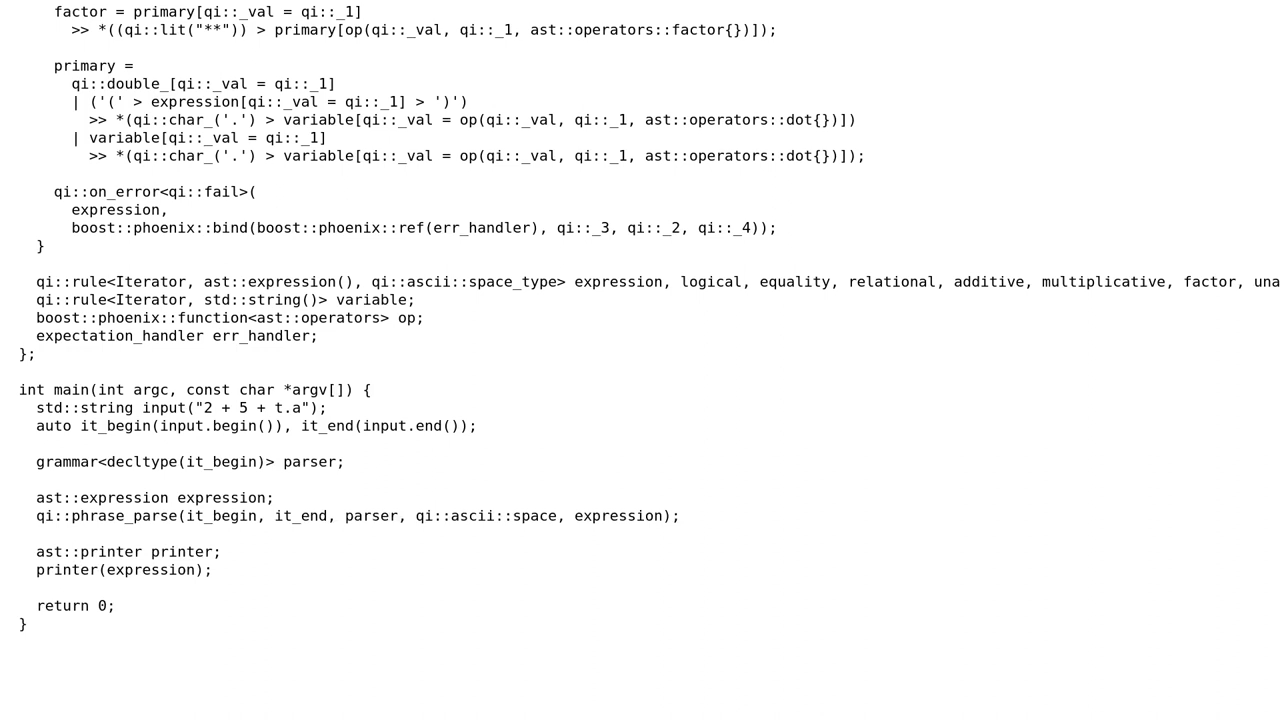 factor = primary[qi::_val = qi::_1]
>> *((qi::lit("**")) > primary[op(qi::_val, qi::_1, ast::operators::factor{})]);
primary =
qi::double_[qi::_val = qi::_1]
| ('(' > expression[qi::_val = qi::_1] > ')')
>> *(qi::char_('.') > variable[qi::_val = op(qi::_val, qi::_1, ast::operators::dot{})])
| variable[qi::_val = qi::_1]
>> *(qi::char_('.') > variable[qi::_val = op(qi::_val, qi::_1, ast::operators::dot{})]);
qi::on_error<qi::fail>(
expression,
boost::phoenix::bind(boost::phoenix::ref(err_handler), qi::_3, qi::_2, qi::_4));
}
qi::rule<Iterator, ast::expression(), qi::ascii::space_type> expression, logical, equality, relational, additive, multiplicative, factor, una
qi::rule<Iterator, std::string()> variable;
boost::phoenix::function<ast::operators> op;
expectation_handler err_handler;
};
int main(int argc, const char *argv[]) {
std::string input("2 + 5 + t.a");
auto it_begin(input.begin()), it_end(input.end());
grammar<decltype(it_begin)> parser;
ast::expression expression;
qi::phrase_parse(it_begin, it_end, parser, qi::ascii::space, expression);
ast::printer printer;
printer(expression);
return 0;
}